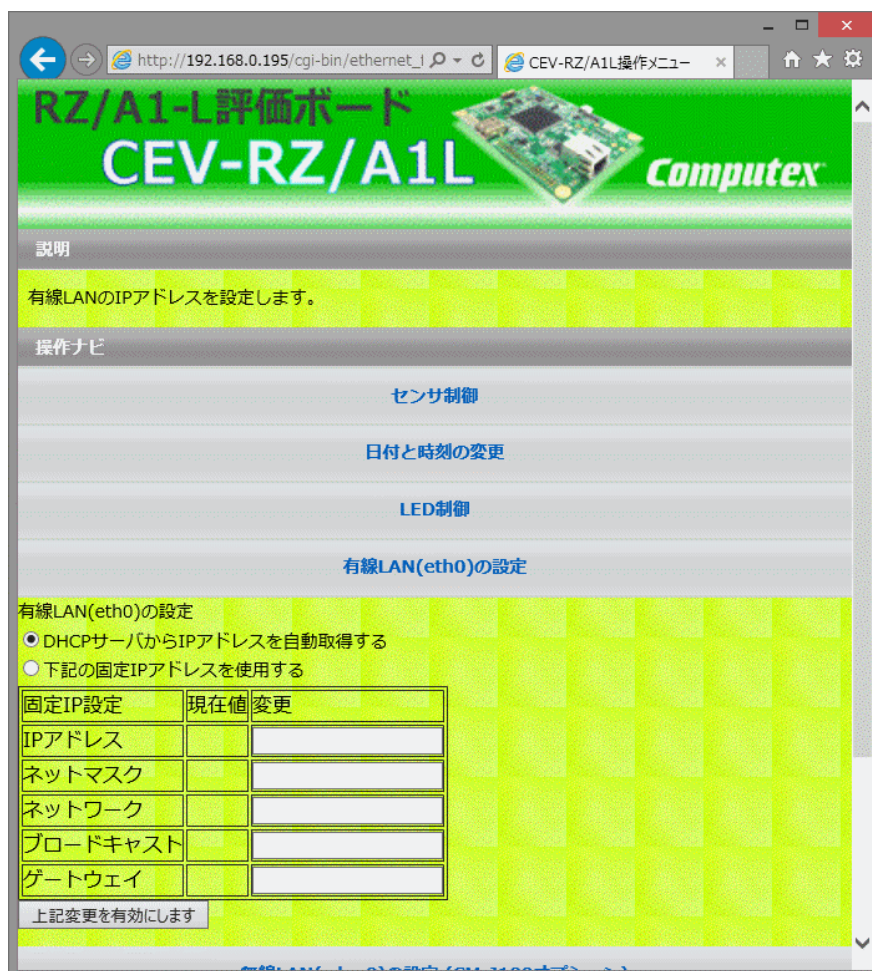 http://192.168.0.195/cgi-bin/ethernet_
CEV-RZ/A1L操作メニュー
RZ/A1-L評価ボード
CEV-RZ/A1L
Computex
説明
有線LANのIPアドレスを設定します。
操作ナビ
センサ制御
日付と時刻の変更
LED制御
有線LAN(eth0)の設定
有線LAN(eth0)の設定
DHCPサーバからIPアドレスを自動取得する
下記の固定IPアドレスを使用する
固定IP設定 現在値 変更
IPアドレス
ネットマスク
ネットワーク
ブロードキャスト
ゲートウェイ
上記変更を有効にします